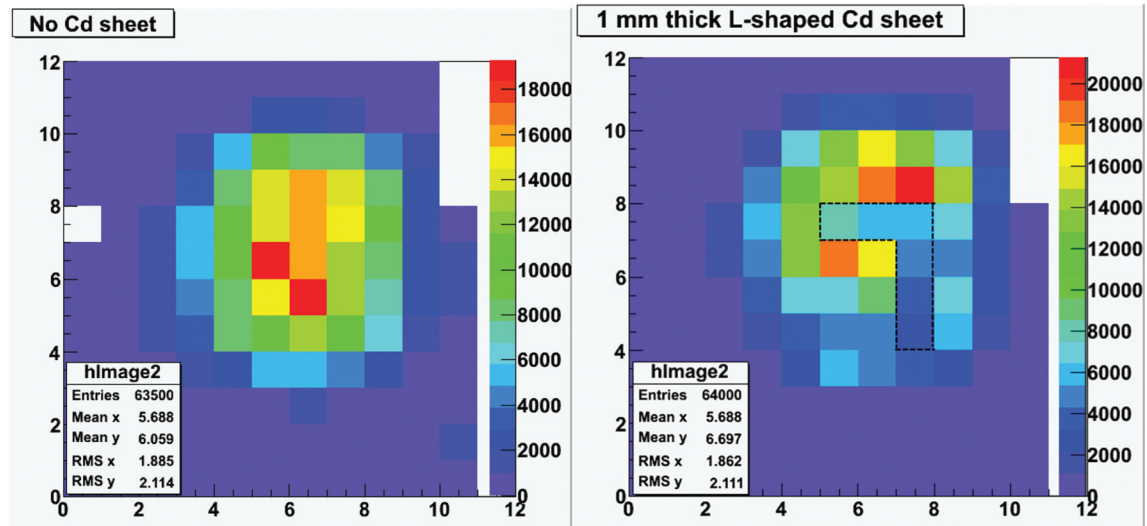 No Cd sheet
12
10
8
6
4
2
0
0 2 4 6 8 10 12
18000
16000
14000
12000
10000
8000
6000
4000
2000
0
hImage2
Entries 63500
Mean x 5.688
Mean y 6.059
RMS x 1.885
RMS y 2.114
1 mm thick L-shaped Cd sheet
12
10
8
6
4
2
0
0 2 4 6 8 10 12
20000
18000
16000
14000
12000
10000
8000
6000
4000
2000
0
hImage2
Entries 64000
Mean x 5.688
Mean y 6.697
RMS x 1.862
RMS y 2.111